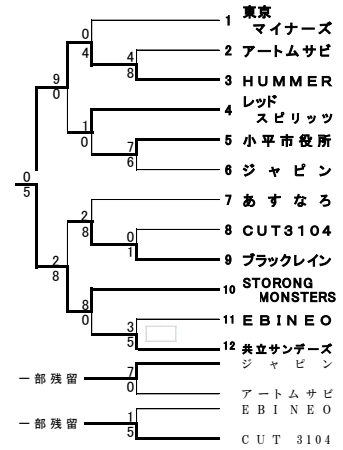 1 東京
マイナーズ
0
4
4
2 アートムサビ
8
3 HUMMER
9
0
4 レッド
スピリッツ
1
0
5 小平市役所
7
6
6 ジャピン
0
5
7 あすなろ
2
8
8 CUT3104
0
1
9 ブラックレイン
2
8
10 STORONG
MONSTERS
8
0
11 EBINEO
3
5
12 共立サンデーズ
ジャピン
一部残留
7
0
アートムサビ
EBINEO
一部残留
1
5
CUT 3104